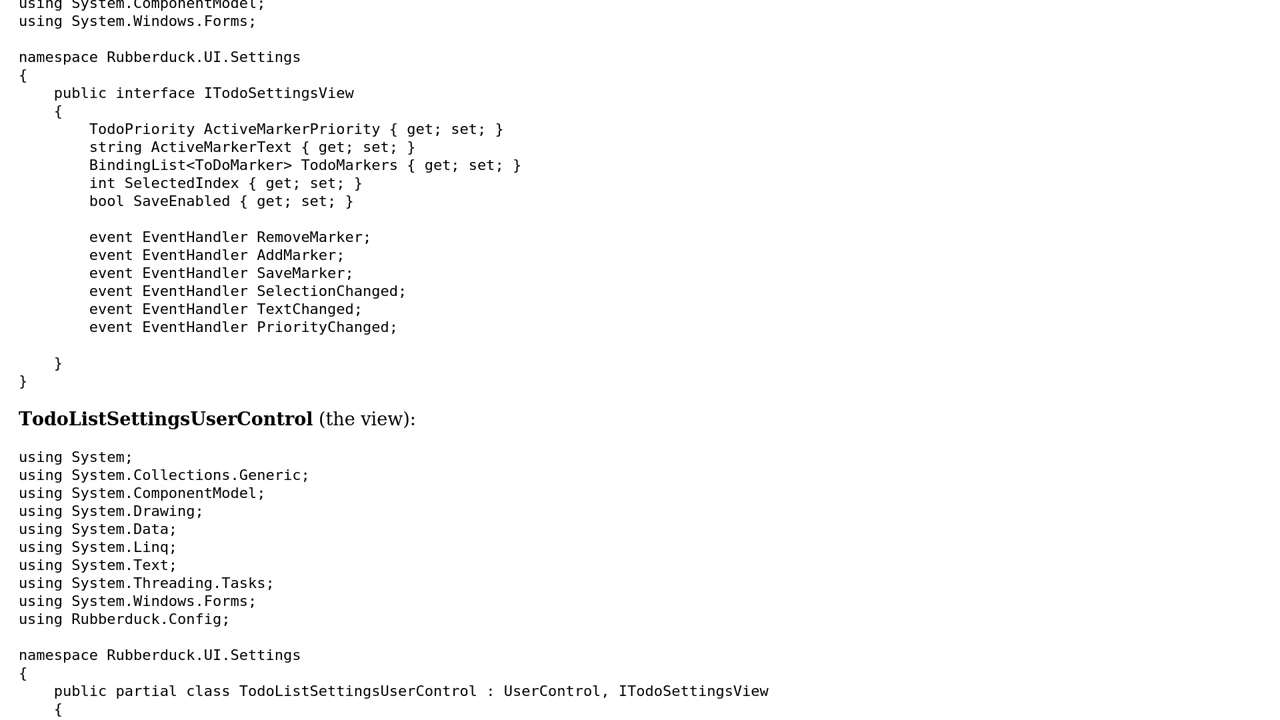 using System.ComponentModel;
using System.Windows.Forms;

namespace Rubberduck.UI.Settings
{
    public interface ITodoSettingsView
    {
        TodoPriority ActiveMarkerPriority { get; set; }
        string ActiveMarkerText { get; set; }
        BindingList<ToDoMarker> TodoMarkers { get; set; }
        int SelectedIndex { get; set; }
        bool SaveEnabled { get; set; }

        event EventHandler RemoveMarker;
        event EventHandler AddMarker;
        event EventHandler SaveMarker;
        event EventHandler SelectionChanged;
        event EventHandler TextChanged;
        event EventHandler PriorityChanged;

    }
}

TodoListSettingsUserControl (the view):

using System;
using System.Collections.Generic;
using System.ComponentModel;
using System.Drawing;
using System.Data;
using System.Linq;
using System.Text;
using System.Threading.Tasks;
using System.Windows.Forms;
using Rubberduck.Config;

namespace Rubberduck.UI.Settings
{
    public partial class TodoListSettingsUserControl : UserControl, ITodoSettingsView
    {